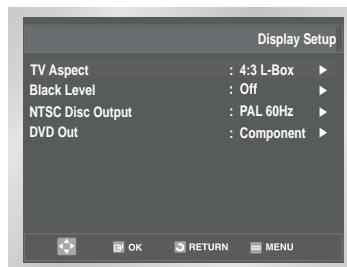 Display Setup
TV Aspect : 4:3 L-Box
Black Level : Off
NTSC Disc Output : PAL 60Hz
DVD Out : Component
OK RETURN MENU